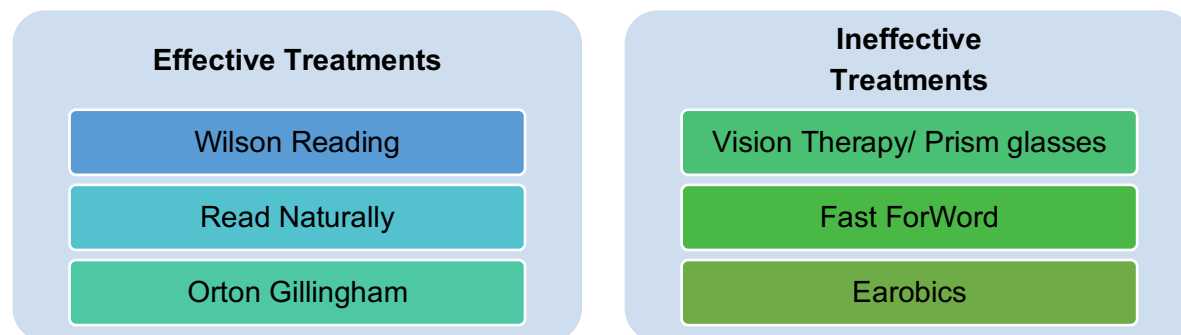 Effective Treatments
Wilson Reading
Read Naturally
Orton Gillingham
Ineffective
Treatments
Vision Therapy/ Prism glasses
Fast ForWord
Earobics